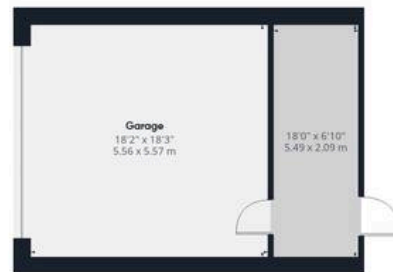 Garage
18'2" x 18'3"
5.56 x 5.57 m
18'0" x 6'10"
5.49 x 2.09 m